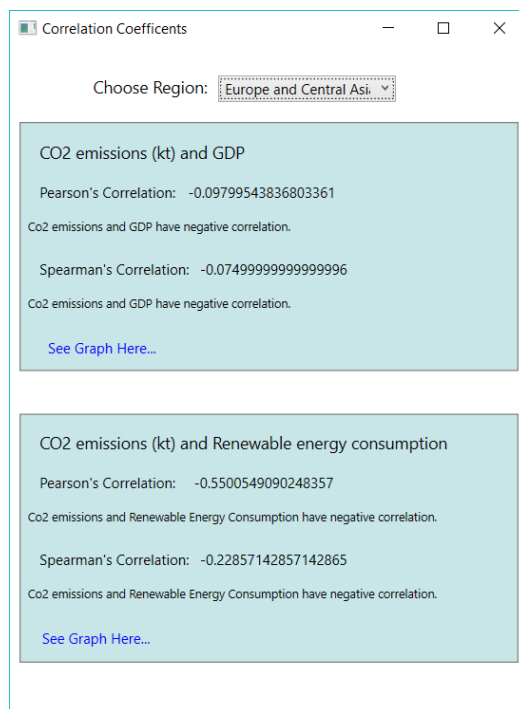 Correlation Coefficents
Choose Region: Europe and Central Asi
CO2 emissions (kt) and GDP
Pearson's Correlation: -0.09799543836803361
Co2 emissions and GDP have negative correlation.
Spearman's Correlation: -0.07499999999999996
Co2 emissions and GDP have negative correlation.
See Graph Here...
CO2 emissions (kt) and Renewable energy consumption
Pearson's Correlation: -0.5500549090248357
Co2 emissions and Renewable Energy Consumption have negative correlation.
Spearman's Correlation: -0.22857142857142865
Co2 emissions and Renewable Energy Consumption have negative correlation.
See Graph Here...